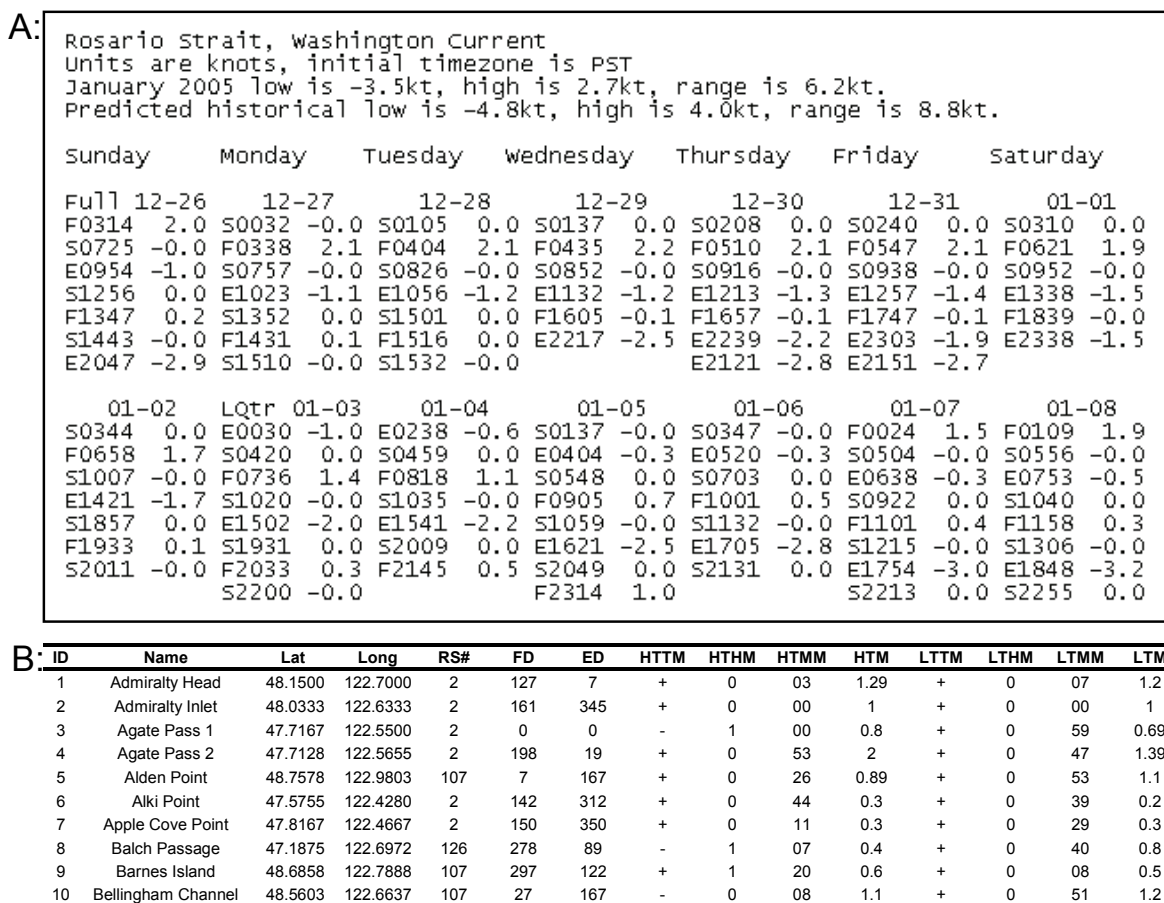 A:
Rosario Strait, Washington Current
Units are knots, initial timezone is PST
January 2005 low is -3.5kt, high is 2.7kt, range is 6.2kt.
Predicted historical low is -4.8kt, high is 4.0kt, range is 8.8kt.
Sunday Monday Tuesday Wednesday Thursday Friday Saturday
Full 12-26 12-27 12-28 12-29 12-30 12-31 01-01
F0314 2.0 S0032 -0.0 S0105 0.0 S0137 0.0 S0208 0.0 S0240 0.0 S0310 0.0
S0725 -0.0 F0338 2.1 F0404 2.1 F0435 2.2 F0510 2.1 F0547 2.1 F0621 1.9
E0954 -1.0 S0757 -0.0 S0826 -0.0 S0852 -0.0 S0916 -0.0 S0938 -0.0 S0952 -0.0
S1256 0.0 E1023 -1.1 E1056 -1.2 E1132 -1.2 E1213 -1.3 E1257 -1.4 E1338 -1.5
F1347 0.2 S1352 0.0 S1501 0.0 F1605 -0.1 F1657 -0.1 F1747 -0.1 F1839 -0.0
S1443 -0.0 F1431 0.1 F1516 0.0 E2217 -2.5 E2239 -2.2 E2303 -1.9 E2338 -1.5
E2047 -2.9 S1510 -0.0 S1532 -0.0 E2121 -2.8 E2151 -2.7
01-02 LQtr 01-03 01-04 01-05 01-06 01-07 01-08
S0344 0.0 E0030 -1.0 E0238 -0.6 S0137 -0.0 S0347 -0.0 F0024 1.5 F0109 1.9
F0658 1.7 S0420 0.0 S0459 0.0 E0404 -0.3 E0520 -0.3 S0504 -0.0 S0556 -0.0
S1007 -0.0 F0736 1.4 F0818 1.1 S0548 0.0 S0703 0.0 E0638 -0.3 E0753 -0.5
E1421 -1.7 S1020 -0.0 S1035 -0.0 F0905 0.7 F1001 0.5 S0922 0.0 S1040 0.0
S1857 0.0 E1502 -2.0 E1541 -2.2 S1059 -0.0 S1132 -0.0 F1101 0.4 F1158 0.3
F1933 0.1 S1931 0.0 S2009 0.0 E1621 -2.5 E1705 -2.8 S1215 -0.0 S1306 -0.0
S2011 -0.0 F2033 0.3 F2145 0.5 S2049 0.0 S2131 0.0 E1754 -3.0 E1848 -3.2
S2200 -0.0 F2314 1.0 S2213 0.0 S2255 0.0
B:
ID Name Lat Long RS# FD ED HTTM HTHM HTMM HTM LTTM LTHM LTMM LTM
1 Admiralty Head 48.1500 122.7000 2 127 7 + 0 03 1.29 + 0 07 1.2
2 Admiralty Inlet 48.0333 122.6333 2 161 345 + 0 00 1 + 0 00 1
3 Agate Pass 1 47.7167 122.5500 2 0 0 - 1 00 0.8 + 0 59 0.69
4 Agate Pass 2 47.7128 122.5655 2 198 19 + 0 53 2 + 0 47 1.39
5 Alden Point 48.7578 122.9803 107 7 167 + 0 26 0.89 + 0 53 1.1
6 Alki Point 47.5755 122.4280 2 142 312 + 0 44 0.3 + 0 39 0.2
7 Apple Cove Point 47.8167 122.4667 2 150 350 + 0 11 0.3 + 0 29 0.3
8 Balch Passage 47.1875 122.6972 126 278 89 - 1 07 0.4 + 0 40 0.8
9 Barnes Island 48.6858 122.7888 107 297 122 + 1 20 0.6 + 0 08 0.5
10 Bellingham Channel 48.5603 122.6637 107 27 167 - 0 08 1.1 + 0 51 1.2